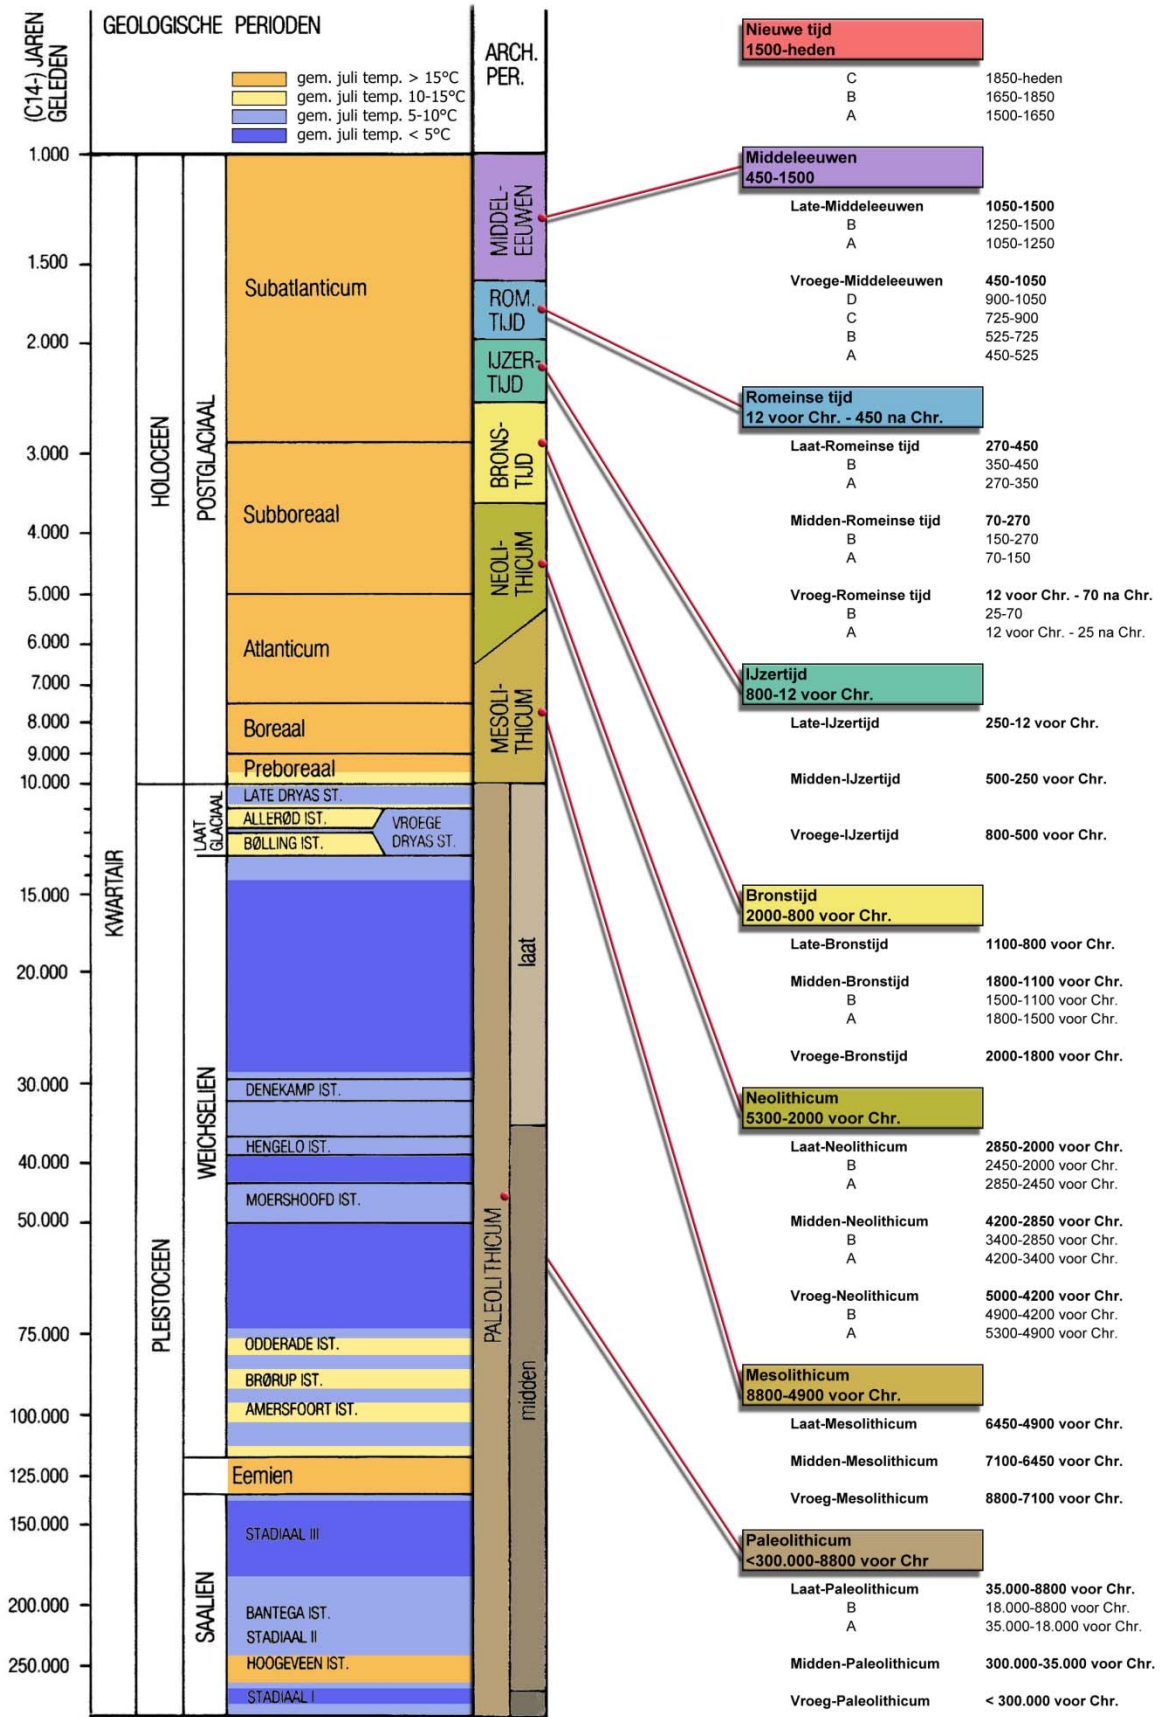 GEOLOGISCHE PERIODEN
(C14-) JAREN
GELEDEN
gem. juli temp. > 15°C
gem. juli temp. 10-15°C
gem. juli temp. 5-10°C
gem. juli temp. < 5°C
ARCH.
PER.
1.000
1.500
2.000
3.000
4.000
5.000
6.000
7.000
8.000
9.000
10.000
15.000
20.000
30.000
40.000
50.000
75.000
100.000
125.000
150.000
200.000
250.000
KWARTAIR
HOLOCEEN
PLEISTOCEEN
POSTGLACIAAL
LAAT
GLACIAAL
WEICHSELIEN
SAALIEN
Subatlanticum
Subboreaal
Atlanticum
Boreaal
Preboreaal
LATE DRYAS ST.
ALLERØD IST.
VROEGE
DRYAS ST.
BØLLING IST.
DENEKAMP IST.
HENGELO IST.
MOERSHOOFD IST.
ODDERADE IST.
BRØRUP IST.
AMERSFOORT IST.
Eemien
STADIAAL III
BANTEGA IST.
STADIAAL II
HOOGEVEEN IST.
STADIAAL I
MIDDEL-
EEUWEN
ROM.
TIJD
IJZER-
TIJD
BRONS-
TIJD
NEOLI-
THICUM
MESOLI-
THICUM
PALEOLITHICUM
laat
midden
Nieuwe tijd
1500-heden
C 1850-heden
B 1650-1850
A 1500-1650
Middeleeuwen
450-1500
Late-Middeleeuwen 1050-1500
B 1250-1500
A 1050-1250
Vroege-Middeleeuwen 450-1050
D 900-1050
C 725-900
B 525-725
A 450-525
Romeinse tijd
12 voor Chr. - 450 na Chr.
Laat-Romeinse tijd 270-450
B 350-450
A 270-350
Midden-Romeinse tijd 70-270
B 150-270
A 70-150
Vroeg-Romeinse tijd 12 voor Chr. - 70 na Chr.
B 25-70
A 12 voor Chr. - 25 na Chr.
IJzertijd
800-12 voor Chr.
Late-IJzertijd 250-12 voor Chr.
Midden-IJzertijd 500-250 voor Chr.
Vroege-IJzertijd 800-500 voor Chr.
Bronstijd
2000-800 voor Chr.
Late-Bronstijd 1100-800 voor Chr.
Midden-Bronstijd 1800-1100 voor Chr.
B 1500-1100 voor Chr.
A 1800-1500 voor Chr.
Vroege-Bronstijd 2000-1800 voor Chr.
Neolithicum
5300-2000 voor Chr.
Laat-Neolithicum 2850-2000 voor Chr.
B 2450-2000 voor Chr.
A 2850-2450 voor Chr.
Midden-Neolithicum 4200-2850 voor Chr.
B 3400-2850 voor Chr.
A 4200-3400 voor Chr.
Vroeg-Neolithicum 5000-4200 voor Chr.
B 4900-4200 voor Chr.
A 5300-4900 voor Chr.
Mesolithicum
8800-4900 voor Chr.
Laat-Mesolithicum 6450-4900 voor Chr.
Midden-Mesolithicum 7100-6450 voor Chr.
Vroeg-Mesolithicum 8800-7100 voor Chr.
Paleolithicum
<300.000-8800 voor Chr
Laat-Paleolithicum 35.000-8800 voor Chr.
B 18.000-8800 voor Chr.
A 35.000-18.000 voor Chr.
Midden-Paleolithicum 300.000-35.000 voor Chr.
Vroeg-Paleolithicum < 300.000 voor Chr.